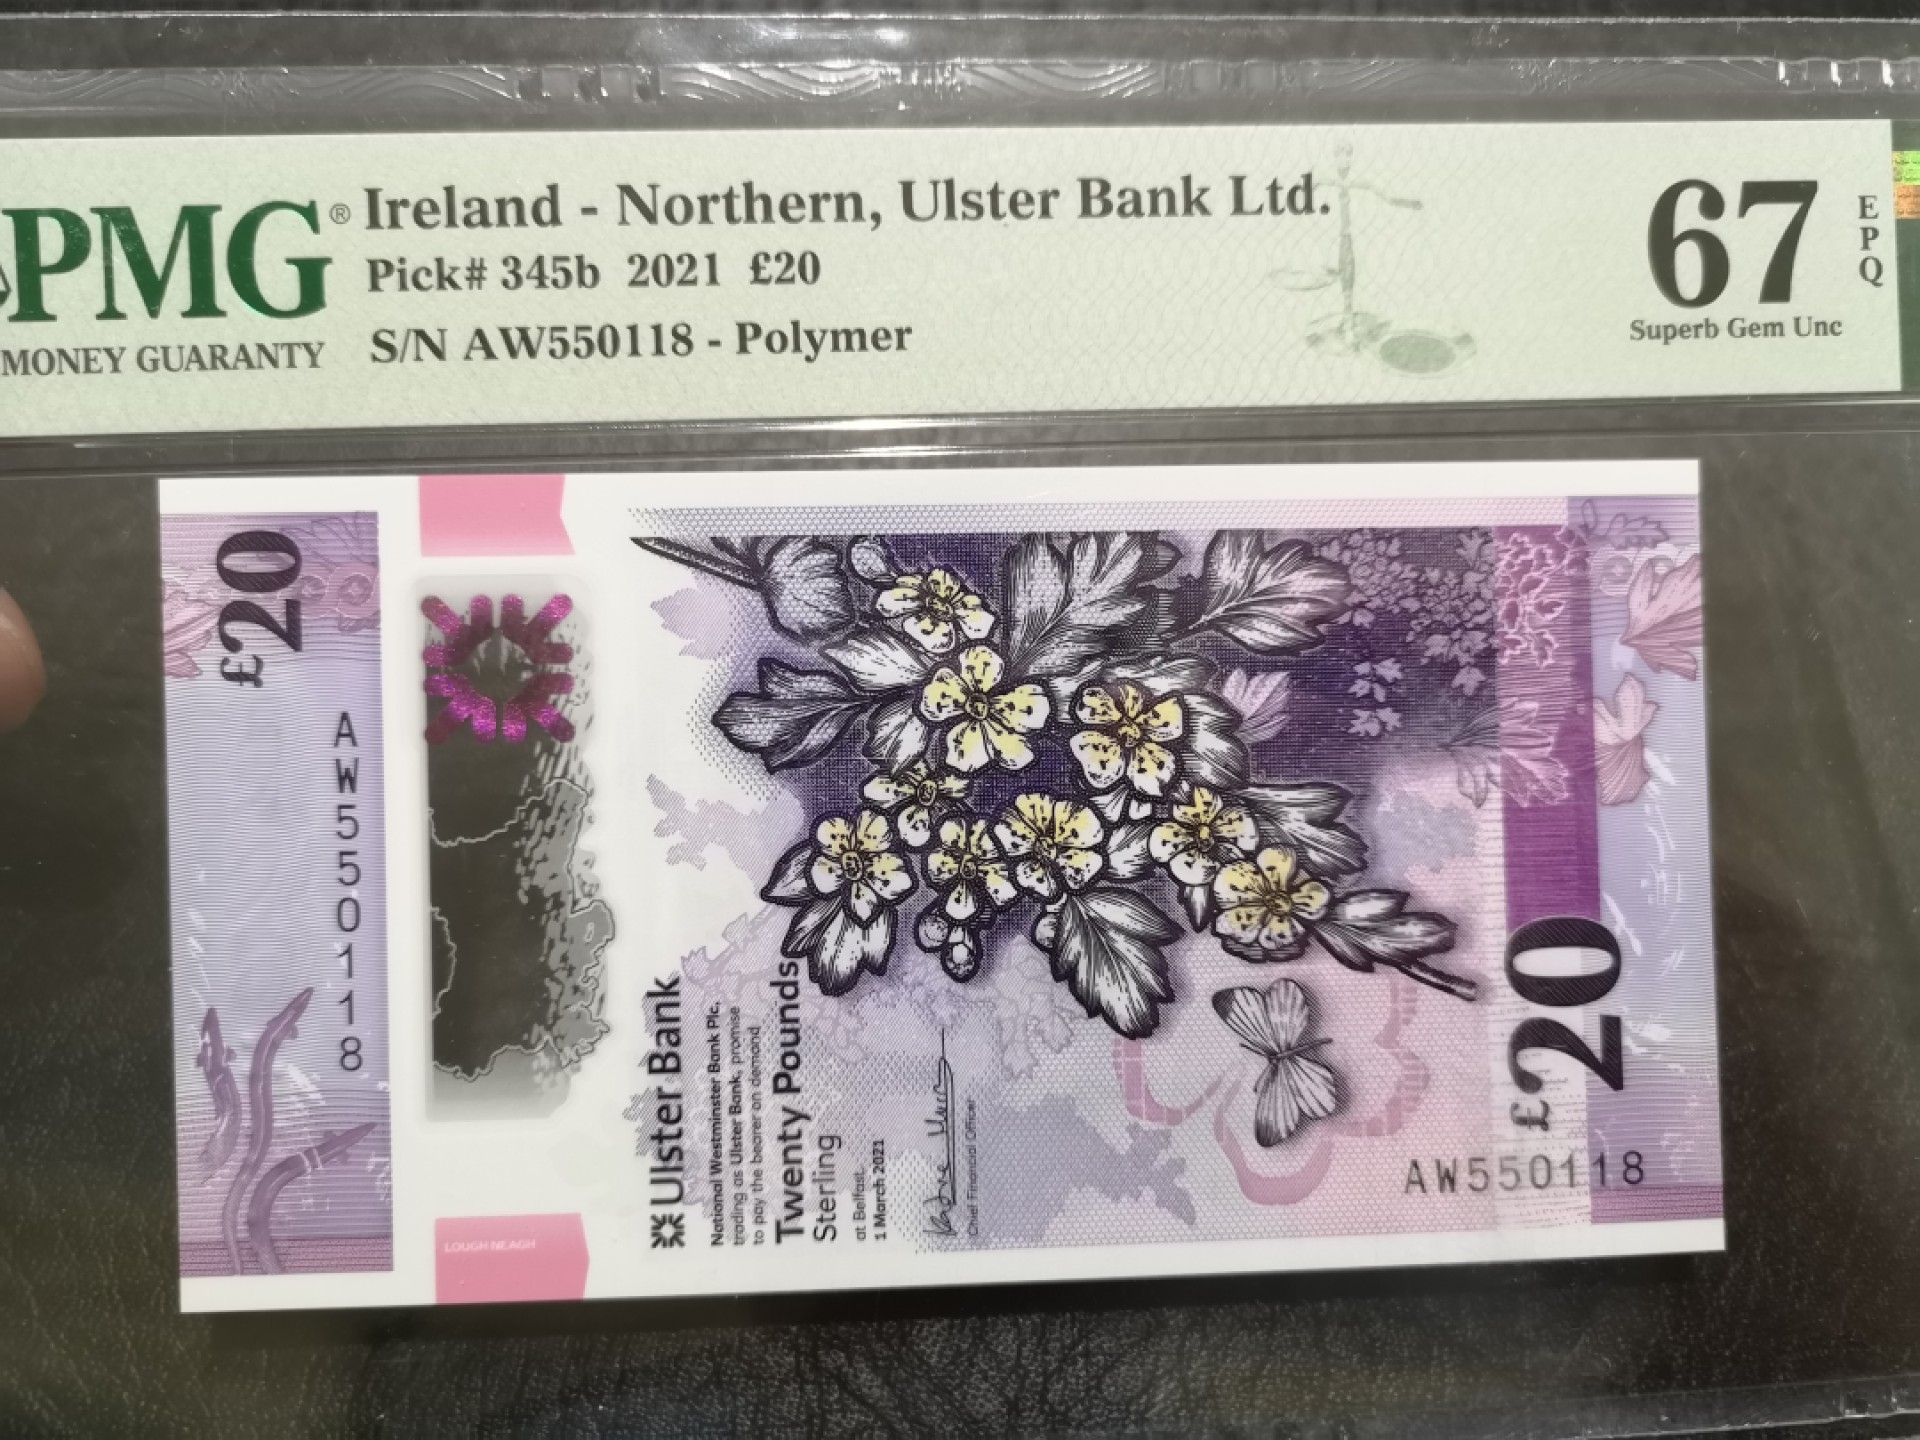 PMG®
MONEY GUARANTY
Ireland - Northern, Ulster Bank Ltd.
Pick# 345b 2021 £20
S/N AW550118 - Polymer
67
EPQ
Superb Gem Unc
£20
AW550118
LOUGH NEAGH
Ulster Bank
National Westminster Bank Plc,
trading as Ulster Bank, promise
to pay the bearer on demand
Twenty Pounds
Sterling
at Belfast.
1 March 2021
Chief Financial Officer
£20
AW550118